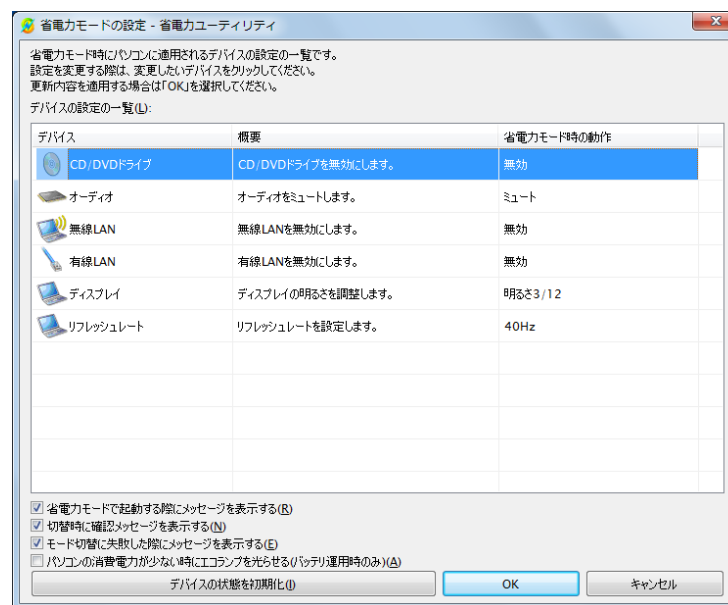 省電力モードの設定 - 省電力ユーティリティ
省電力モード時にパソコンに適用されるデバイスの設定の一覧です。
設定を変更する際は、変更したいデバイスをクリックしてください。
更新内容を適用する場合は「OK」を選択してください。
デバイスの設定の一覧(L):
デバイス 概要 省電力モード時の動作
CD/DVDドライブ CD/DVDドライブを無効にします。 無効
オーディオ オーディオをミュートします。 ミュート
無線LAN 無線LANを無効にします。 無効
有線LAN 有線LANを無効にします。 無効
ディスプレイ ディスプレイの明るさを調整します。 明るさ3/12
リフレッシュレート リフレッシュレートを設定します。 40Hz
省電力モードで起動する際にメッセージを表示する(R)
切替時に確認メッセージを表示する(N)
モード切替に失敗した際にメッセージを表示する(E)
パソコンの消費電力が少ない時にエコランプを光らせる(バッテリ運用時のみ)(A)
デバイスの状態を初期化(I) OK キャンセル